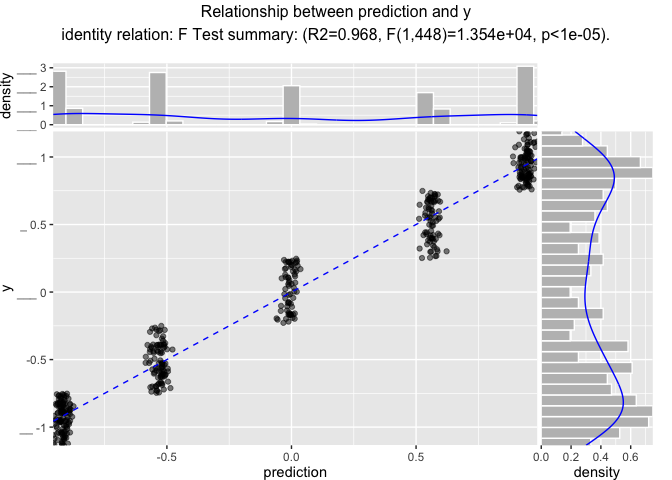 Relationship between prediction and y
identity relation: F Test summary: (R2=0.968, F(1,448)=1.354e+04, p<1e-05).
density
3
2
1
0
y
1
0.5
0
-0.5
-1
-0.5
0.0
0.5
prediction
0.0
0.2
0.4
0.6
density